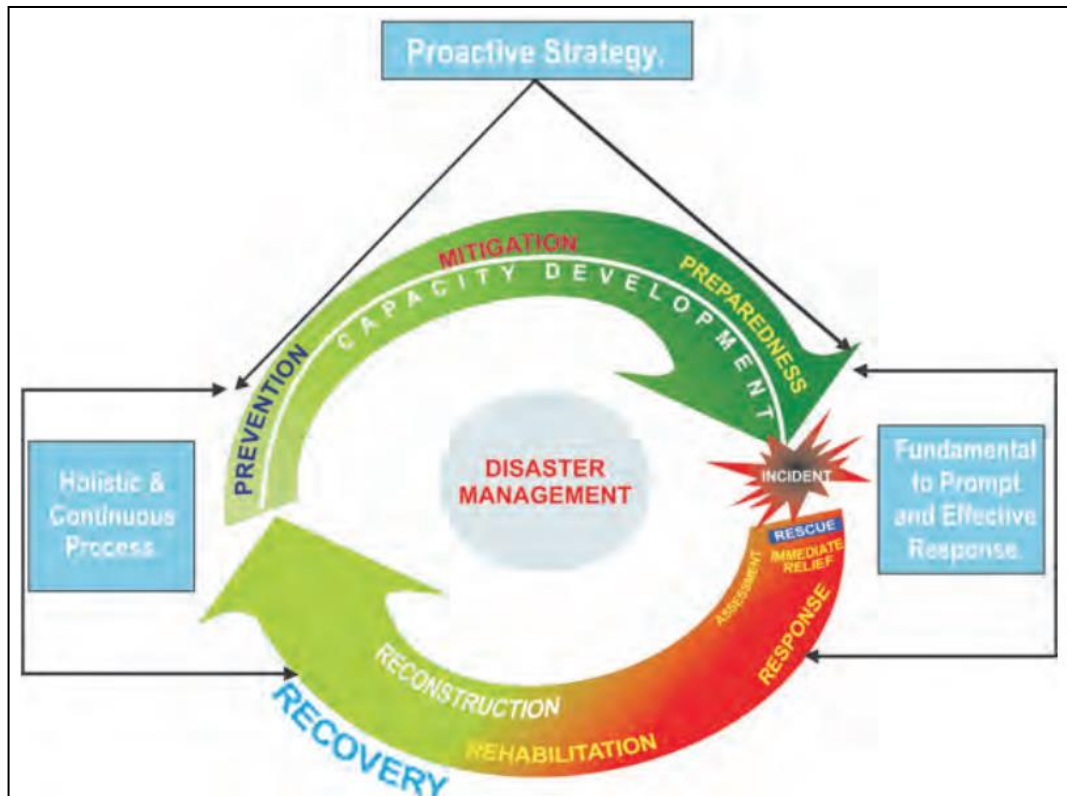 Proactive Strategy.
MITIGATION
CAPACITY DEVELOPMENT
PREPAREDNESS
PREVENTION
Holistic &
Continuous
Process
DISASTER
MANAGEMENT
INCIDENT
Fundamental
to Prompt
and Effective
Response.
RESCUE
IMMEDIATE
RELIEF
ASSESSMENT
RESPONSE
RECONSTRUCTION
REHABILITATION
RECOVERY